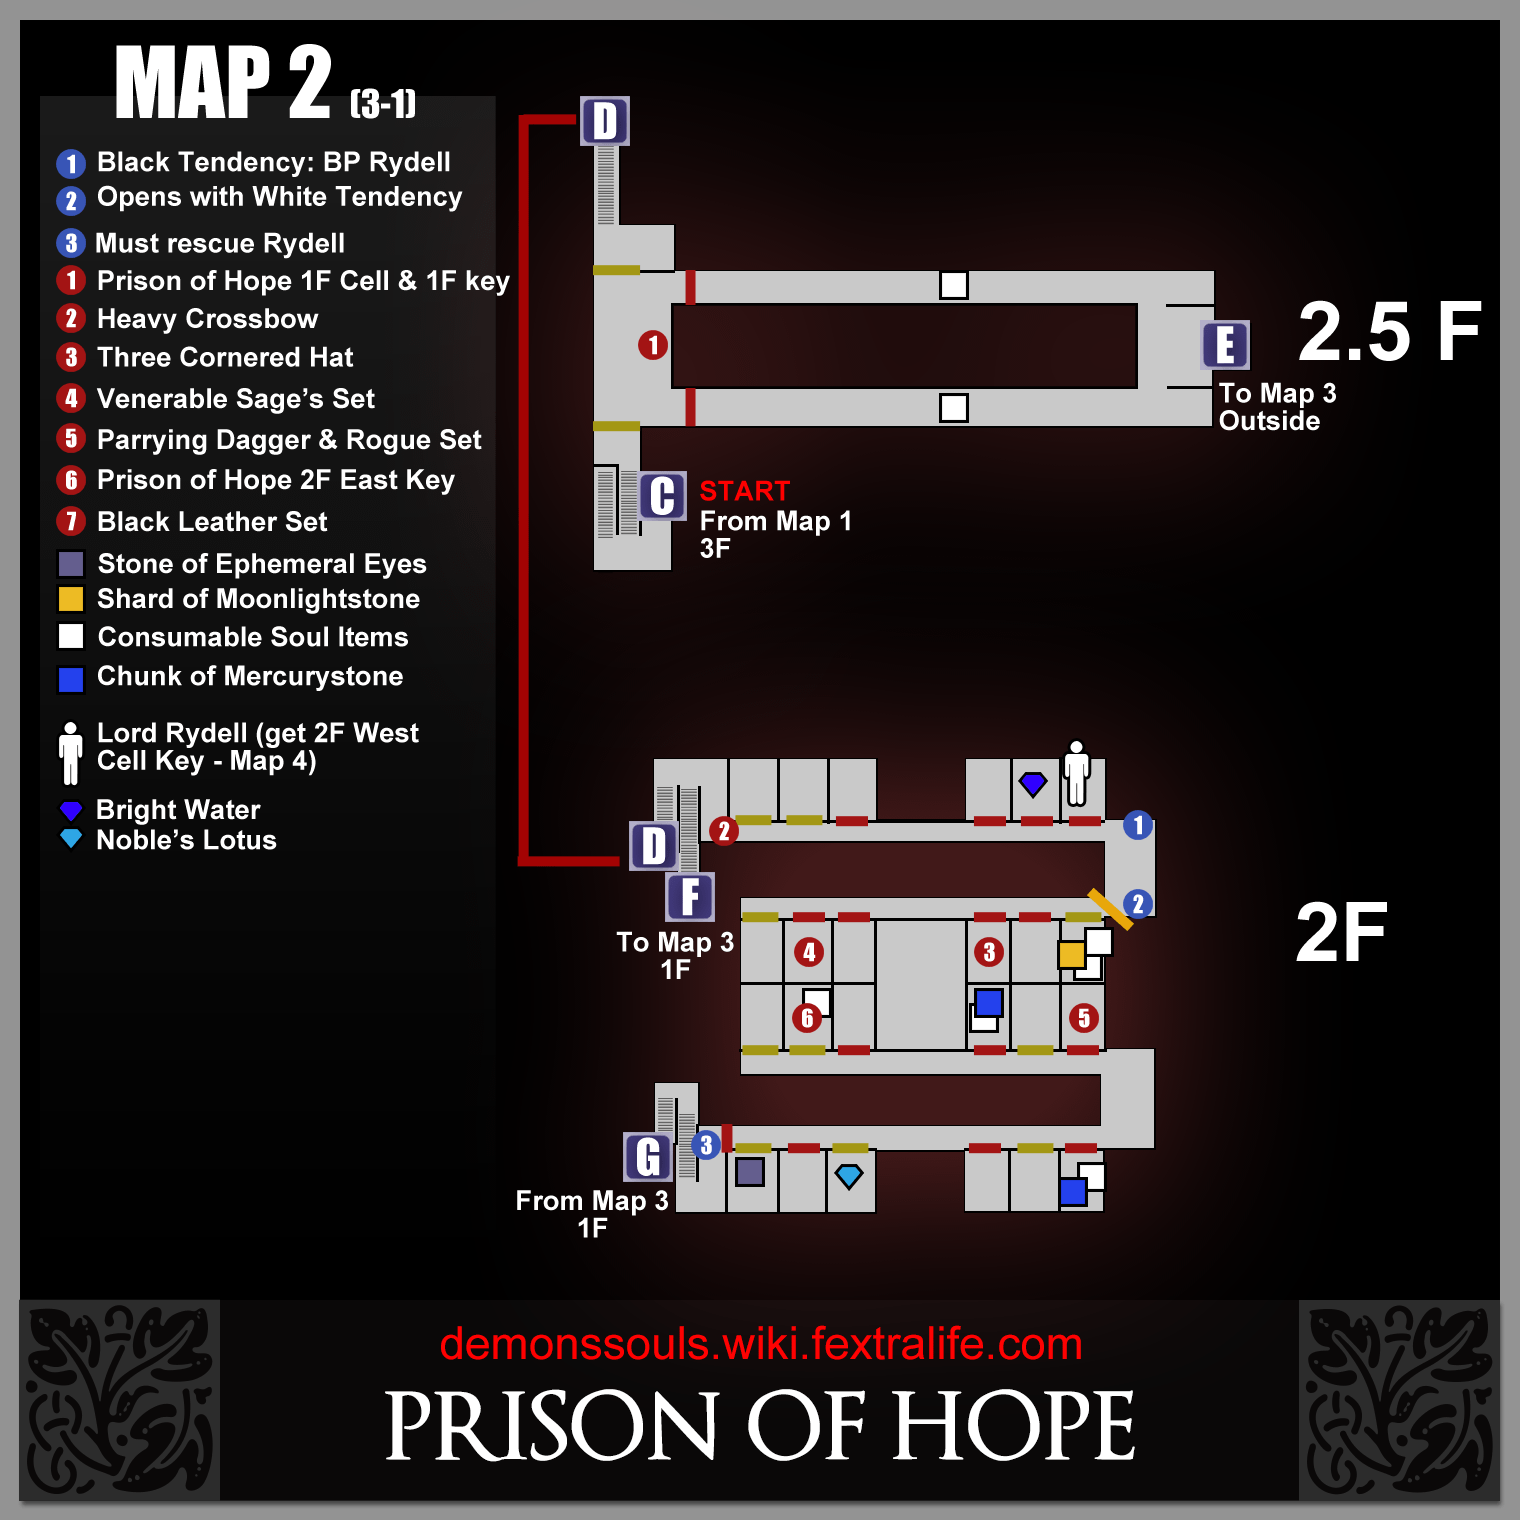 MAP 2 (3-1)
1 Black Tendency: BP Rydell
2 Opens with White Tendency
3 Must rescue Rydell
1 Prison of Hope 1F Cell & 1F key
2 Heavy Crossbow
3 Three Cornered Hat
4 Venerable Sage's Set
5 Parrying Dagger & Rogue Set
6 Prison of Hope 2F East Key
7 Black Leather Set
Stone of Ephemeral Eyes
Shard of Moonlightstone
Consumable Soul Items
Chunk of Mercurystone
Lord Rydell (get 2F West
Cell Key - Map 4)
Bright Water
Noble's Lotus
D
1
E
2.5 F
To Map 3
Outside
C
START
From Map 1
3F
2
1
D
F
2
To Map 3
1F
4
3
6
5
2F
G
3
From Map 3
1F
demonssouls.wiki.fextralife.com
PRISON OF HOPE